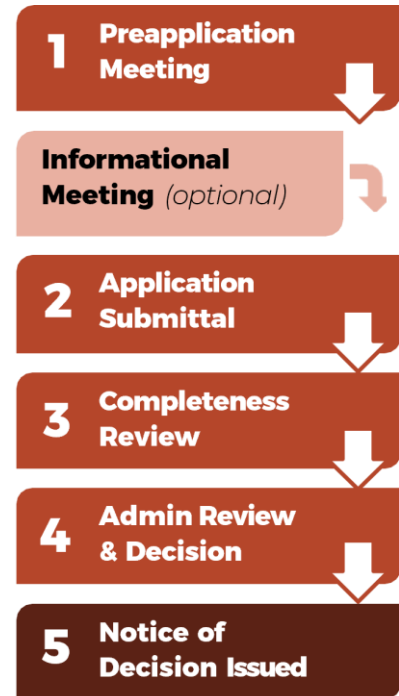 1
Preapplication
Meeting
Informational
Meeting (optional)
2
Application
Submittal
3
Completeness
Review
4
Admin Review
& Decision
5
Notice of
Decision Issued